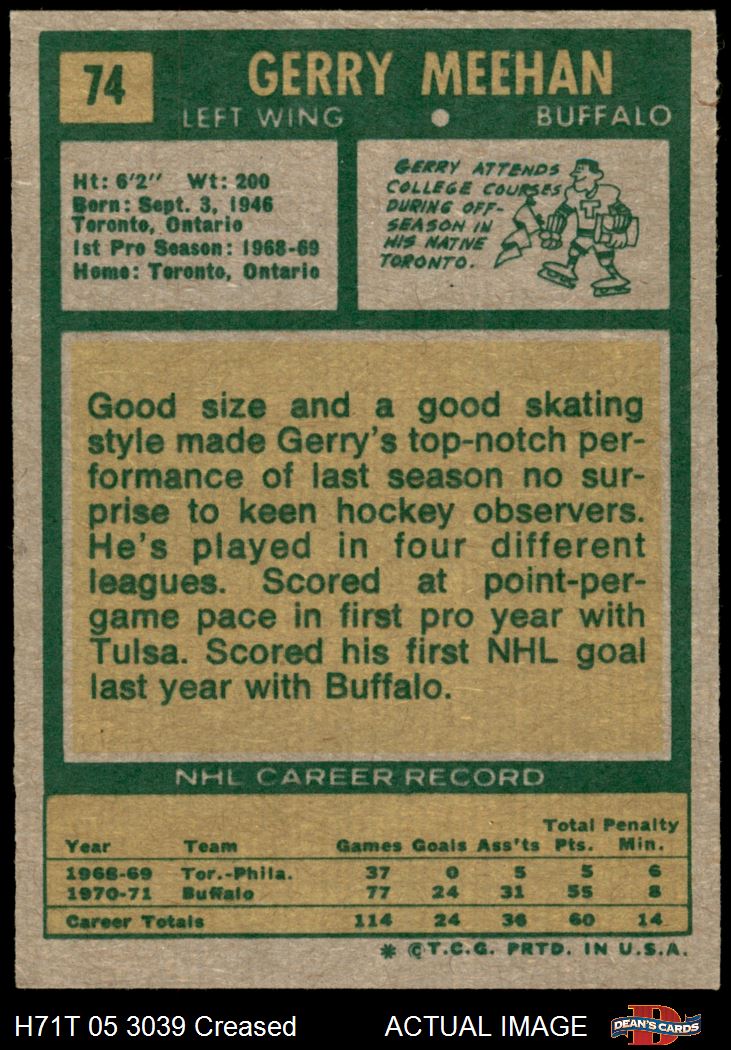 74
GERRY MEEHAN
LEFT WING • BUFFALO
Ht: 6'2" Wt: 200
Born: Sept. 3, 1946
Toronto, Ontario
1st Pro Season: 1968-69
Home: Toronto, Ontario
GERRY ATTENDS
COLLEGE COURSES
DURING OFF-
SEASON IN
HIS NATIVE
TORONTO.
T
Good size and a good skating
style made Gerry's top-notch per-
formance of last season no sur-
prise to keen hockey observers.
He's played in four different
leagues. Scored at point-per-
game pace in first pro year with
Tulsa. Scored his first NHL goal
last year with Buffalo.
NHL CAREER RECORD
Total Penalty
Year Team Games Goals Ass'ts Pts. Min.
1968-69 Tor.-Phila. 37 0 5 5 6
1970-71 Buffalo 77 24 31 55 8
Career Totals 114 24 36 60 14
* ©T.C.G. PRTD. IN U.S.A.
H71T 05 3039 Creased ACTUAL IMAGE
D
DEAN'S CARDS